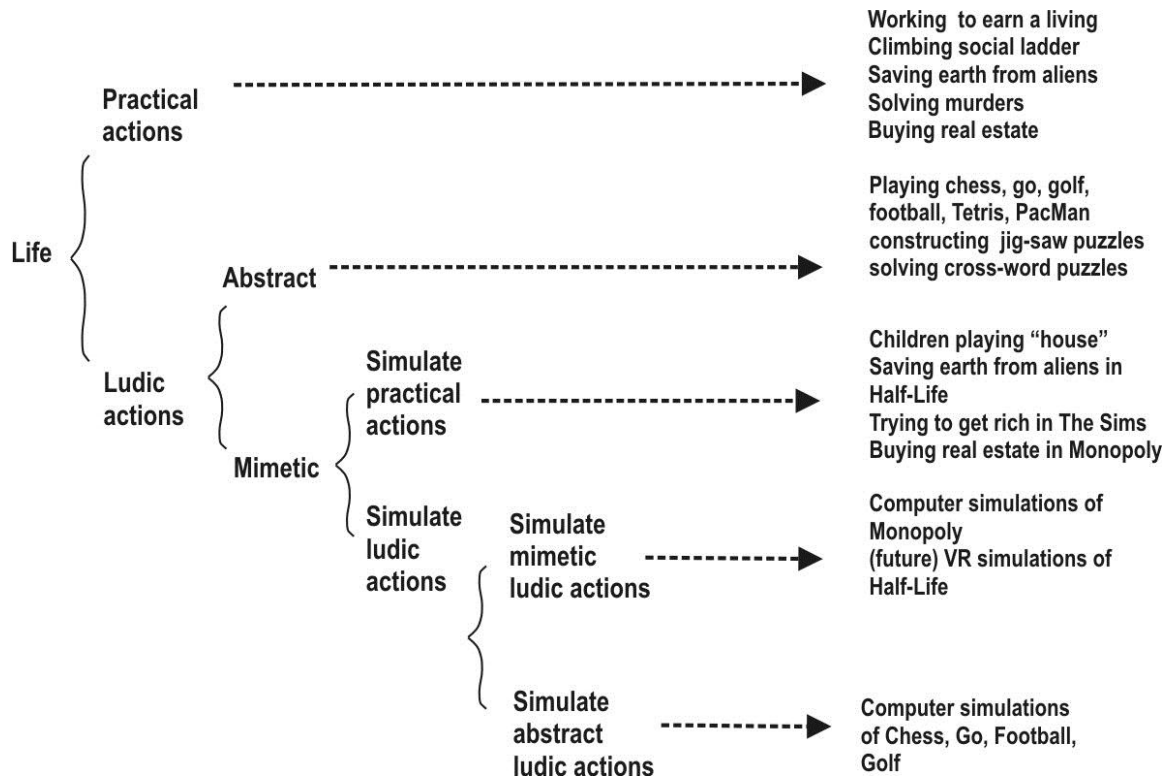 Working to earn a living
Climbing social ladder
Saving earth from aliens
Solving murders
Buying real estate
Practical
actions
Playing chess, go, golf,
football, Tetris, PacMan
constructing jig-saw puzzles
solving cross-word puzzles
Life
Abstract
Children playing “house”
Saving earth from aliens in
Half-Life
Trying to get rich in The Sims
Buying real estate in Monopoly
Simulate
practical
actions
Ludic
actions
Mimetic
Simulate
ludic
actions
Simulate
mimetic
ludic actions
Computer simulations of
Monopoly
(future) VR simulations of
Half-Life
Simulate
abstract
ludic actions
Computer simulations
of Chess, Go, Football,
Golf